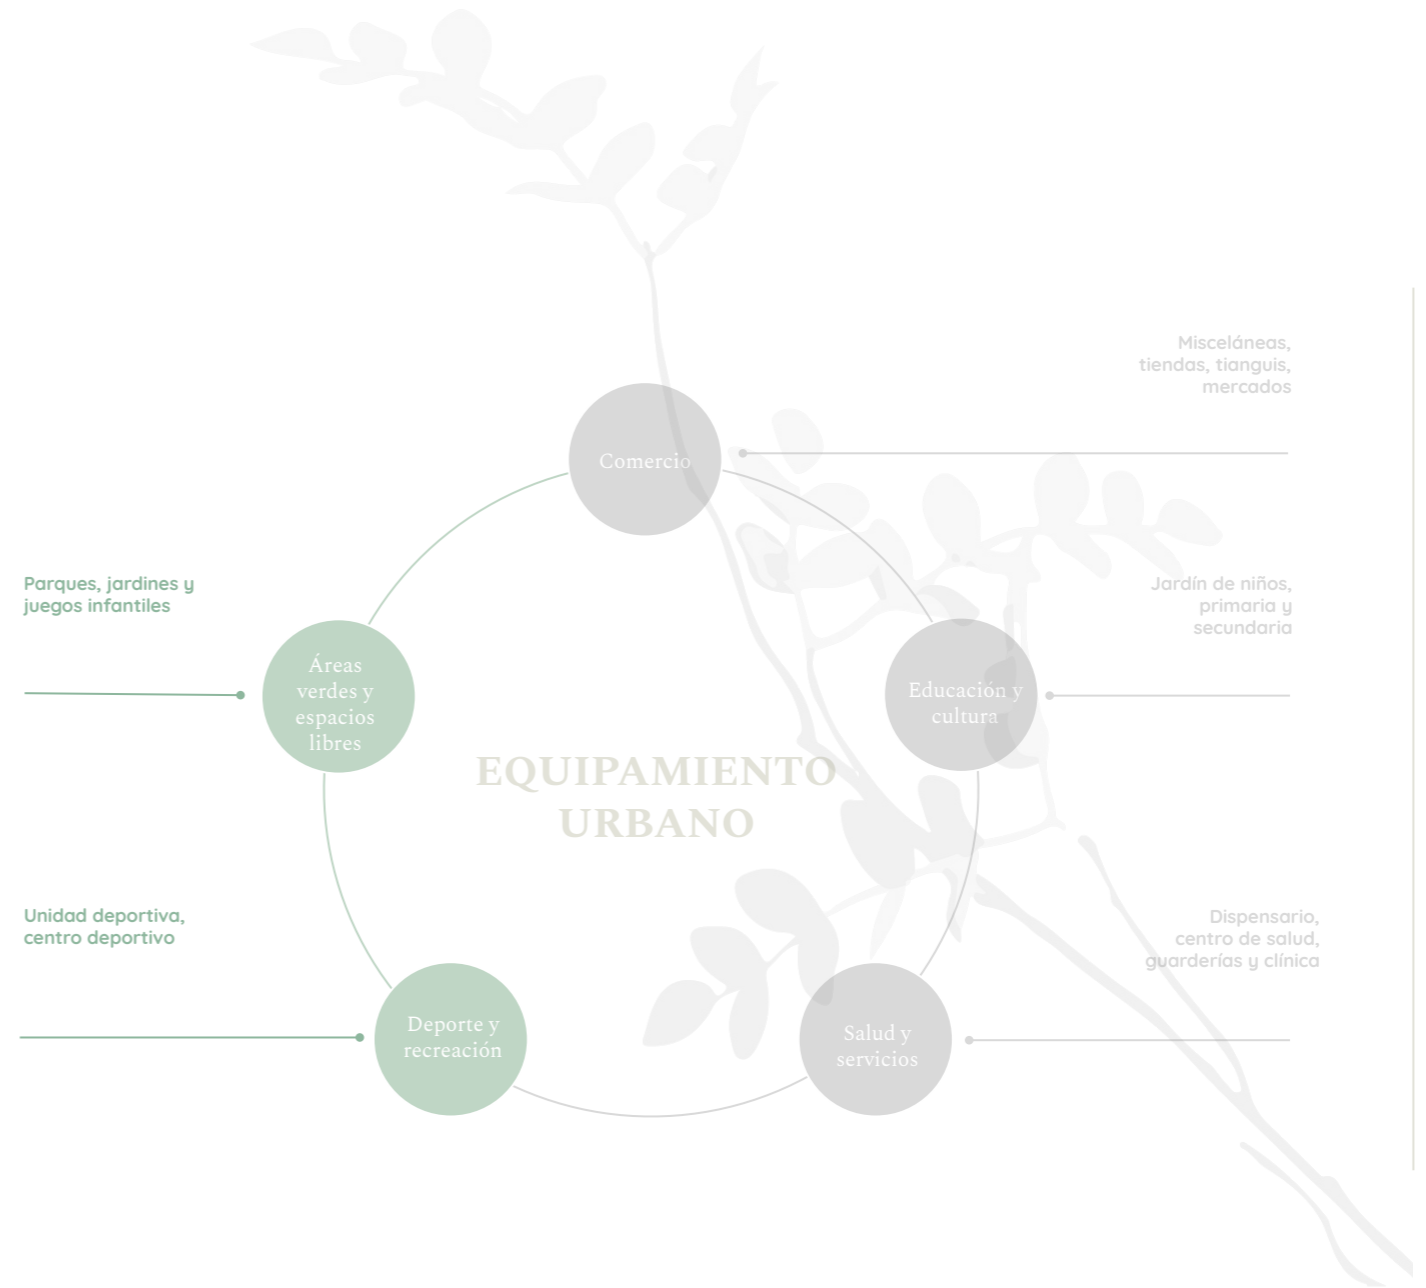 Misceláneas,
tiendas, tianguis,
mercados
Comercio
Parques, jardines y
juegos infantiles
Jardín de niños,
primaria y
secundaria
Áreas
verdes y
espacios
libres
Educación y
cultura
EQUIPAMIENTO
URBANO
Unidad deportiva,
centro deportivo
Dispensario,
centro de salud,
guarderías y clínica
Deporte y
recreación
Salud y
servicios